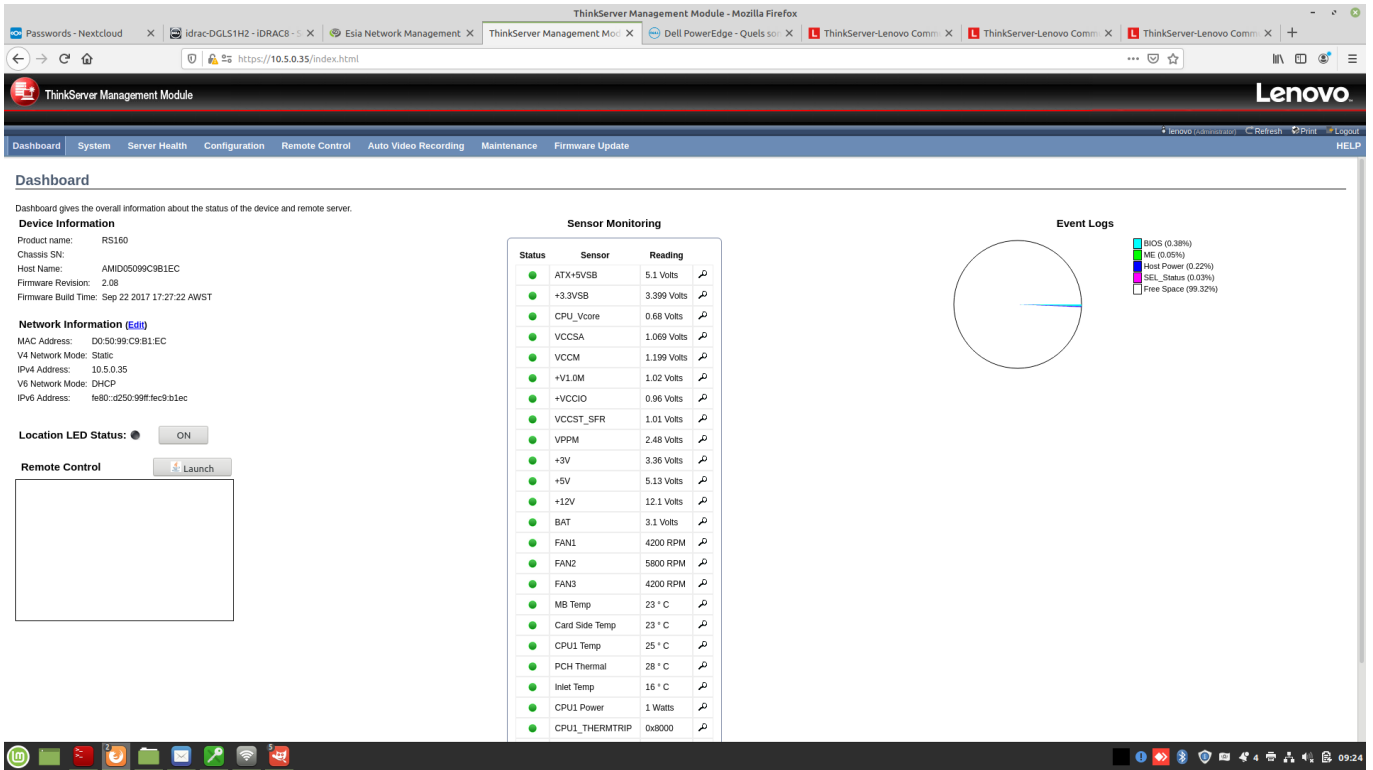 ThinkServer Management Module - Mozilla Firefox
Passwords - Nextcloud
idrac-DGLS1H2 - iDRAC8 - S
Esia Network Management
ThinkServer Management Mod
Dell PowerEdge - Quels sor
ThinkServer-Lenovo Comm
ThinkServer-Lenovo Comm
ThinkServer-Lenovo Comm
https://10.5.0.35/index.html
ThinkServer Management Module
Lenovo
lenovo (Administrator) Refresh Print Logout
Dashboard System Server Health Configuration Remote Control Auto Video Recording Maintenance Firmware Update HELP
Dashboard
Dashboard gives the overall information about the status of the device and remote server.
Device Information
Product name: RS160
Chassis SN:
Host Name: AMID05099C9B1EC
Firmware Revision: 2.08
Firmware Build Time: Sep 22 2017 17:27:22 AWST
Network Information (Edit)
MAC Address: D0:50:99:C9:B1:EC
V4 Network Mode: Static
IPv4 Address: 10.5.0.35
V6 Network Mode: DHCP
IPv6 Address: fe80::d250:99ff:fec9:b1ec
Location LED Status: ON
Remote Control Launch
Sensor Monitoring
Status Sensor Reading
ATX+5VSB 5.1 Volts
+3.3VSB 3.399 Volts
CPU_Vcore 0.68 Volts
VCCSA 1.069 Volts
VCCM 1.199 Volts
+V1.0M 1.02 Volts
+VCCIO 0.96 Volts
VCCST_SFR 1.01 Volts
VPPM 2.48 Volts
+3V 3.36 Volts
+5V 5.13 Volts
+12V 12.1 Volts
BAT 3.1 Volts
FAN1 4200 RPM
FAN2 5800 RPM
FAN3 4200 RPM
MB Temp 23 ° C
Card Side Temp 23 ° C
CPU1 Temp 25 ° C
PCH Thermal 28 ° C
Inlet Temp 16 ° C
CPU1 Power 1 Watts
CPU1_THERMTRIP 0x8000
Event Logs
BIOS (0.38%)
ME (0.05%)
Host Power (0.22%)
SEL_Status (0.03%)
Free Space (99.32%)
2
5
4
09:24